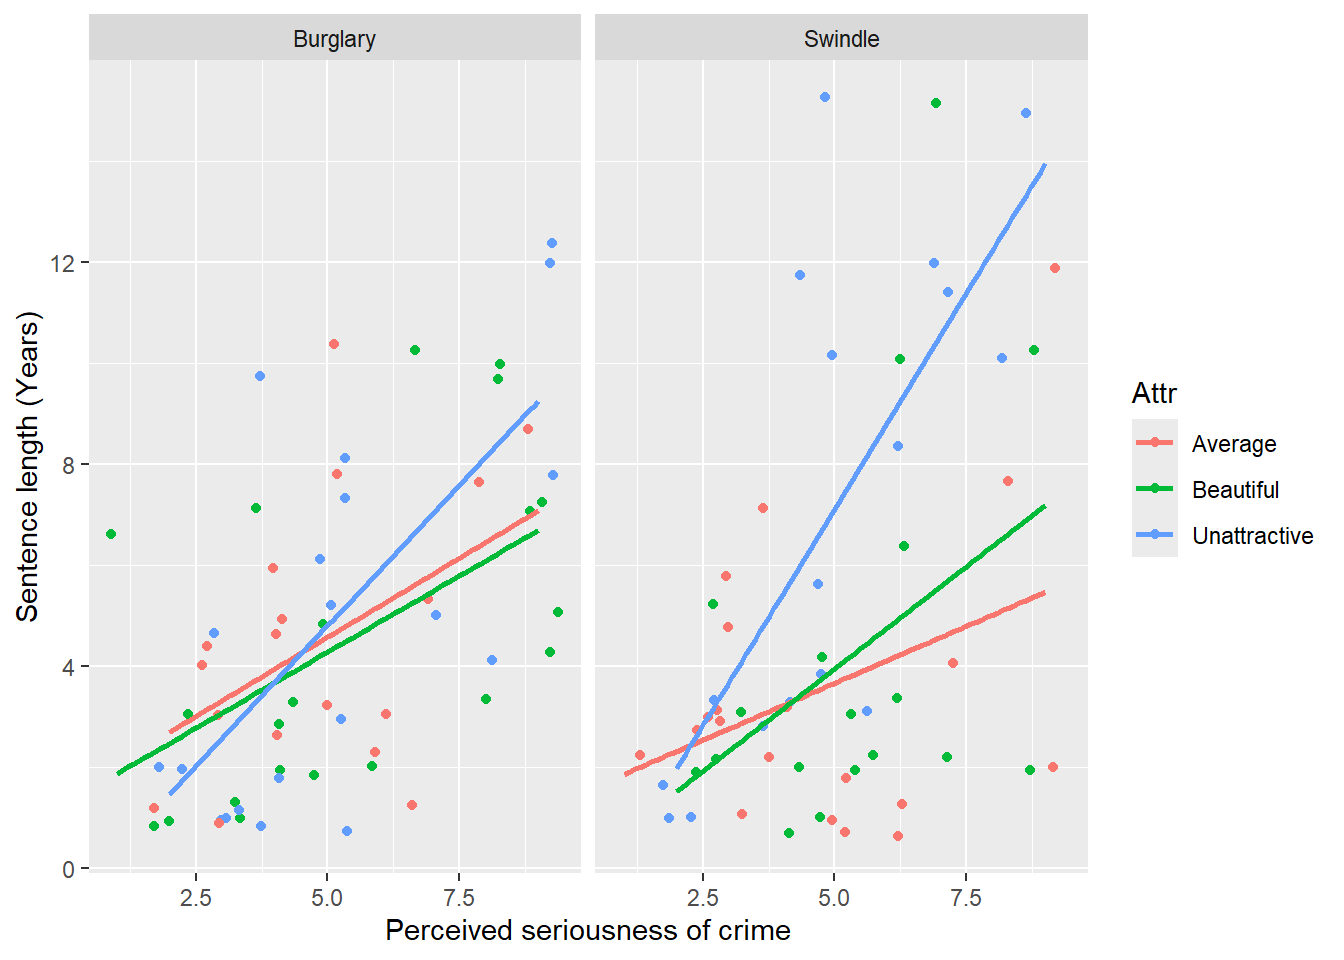 Burglary
Swindle
Sentence length (Years)
12
8
4
0
2.5
5.0
7.5
2.5
5.0
7.5
Perceived seriousness of crime
Attr
Average
Beautiful
Unattractive